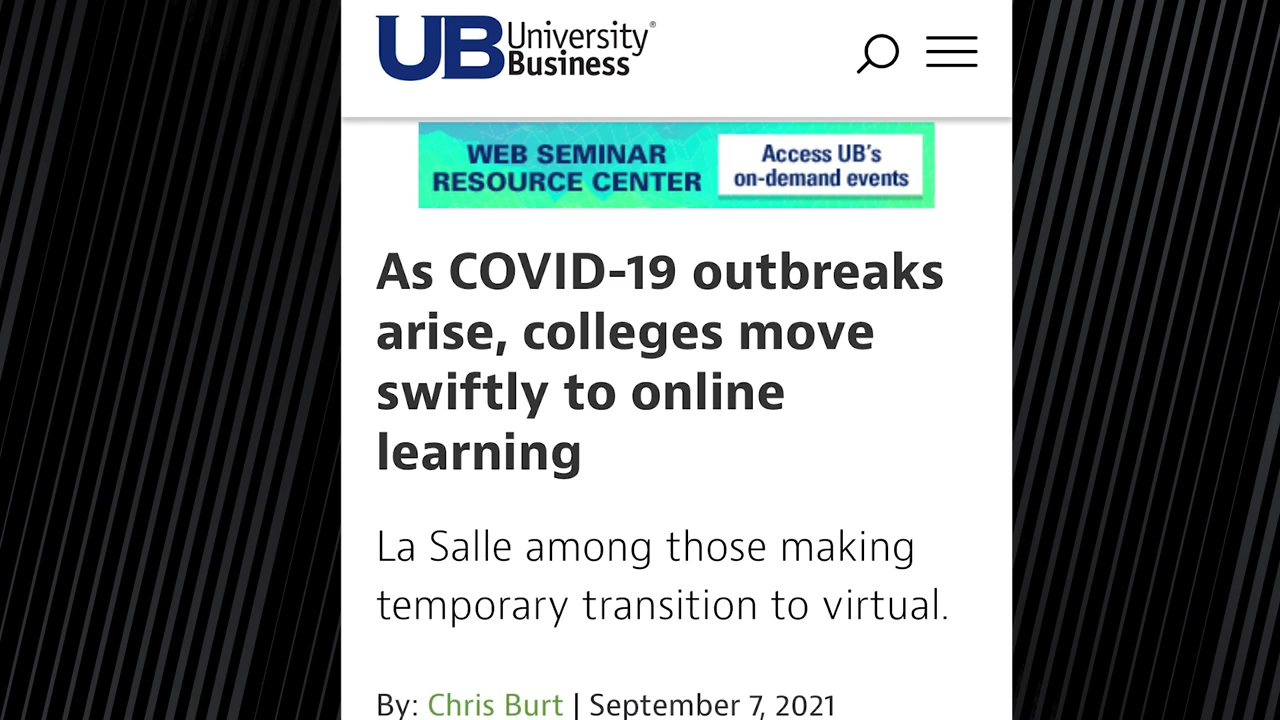 UB University®
Business
WEB SEMINAR
RESOURCE CENTER
Access UB's
on-demand events
As COVID-19 outbreaks
arise, colleges move
swiftly to online
learning
La Salle among those making
temporary transition to virtual.
By: Chris Burt | September 7, 2021